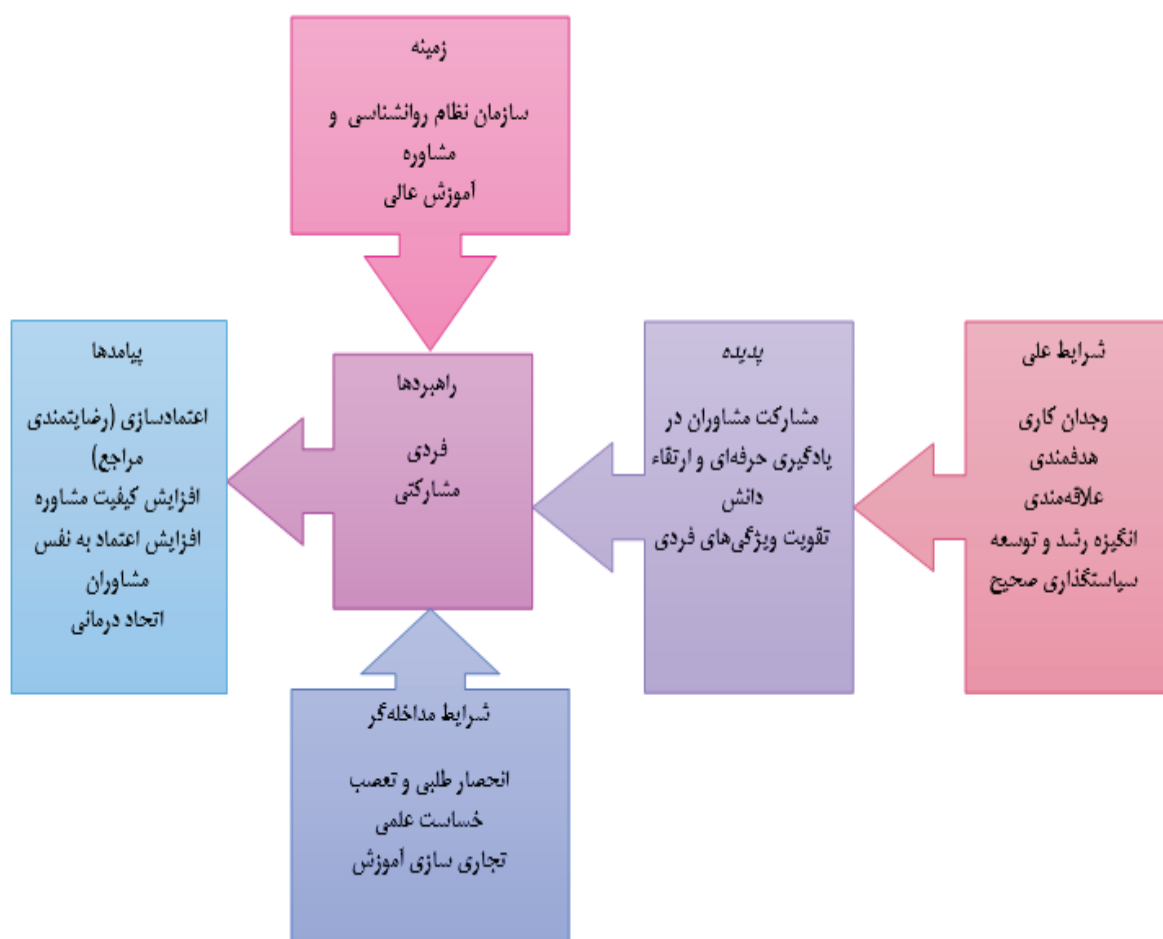 زمینه
سازمان نظام روانشناسی و
مشاوره
آموزش عالی
شرایط علی
وجدان کاری
هدفمندی
علاقه‌مندی
انگیزه رشد و توسعه
سیاستگذاری صحیح
پدیده
مشارکت مشاوران در
یادگیری حرفه‌ای و ارتقاء
دانش
تقویت ویژگی‌های فردی
راهبردها
فردی
مشارکتی
پیامدها
اعتمادسازی (رضایتمندی
مراجع)
افزایش کیفیت مشاوره
افزایش اعتماد به نفس
مشاوران
اتحاد درمانی
شرایط مداخله‌گر
انحصار طلبی و تعصب
خساست علمی
تجاری سازی آموزش